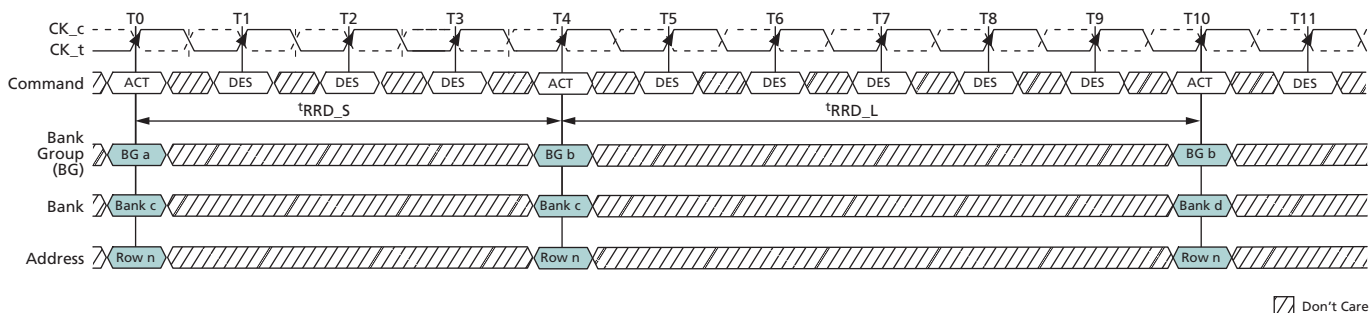 T0 T1 T2 T3 T4 T5 T6 T7 T8 T9 T10 T11
CK_c
CK_t
Command ACT DES DES DES ACT DES DES DES DES DES ACT DES
tRRD_S tRRD_L
Bank
Group
(BG)
BG a BG b BG b
Bank Bank c Bank c Bank d
Address Row n Row n Row n
Don't Care